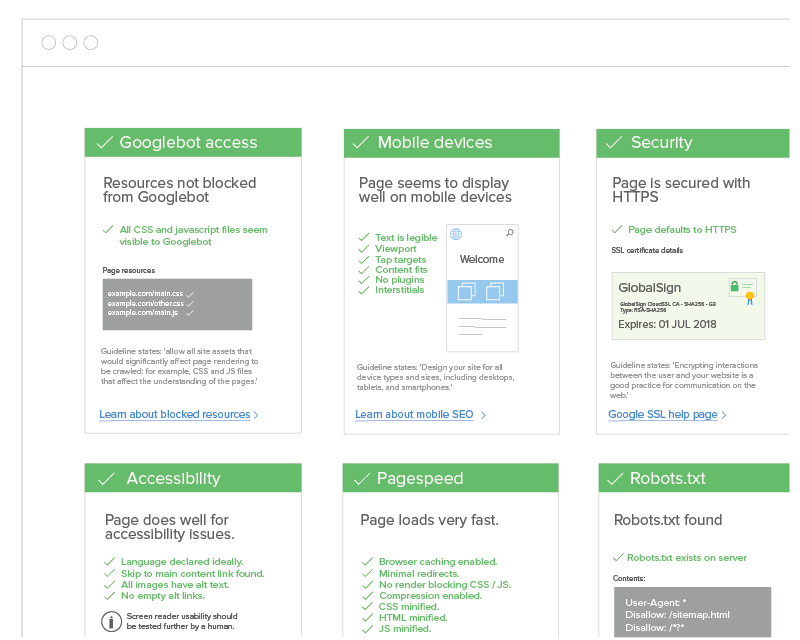 Googlebot access
Resources not blocked
from Googlebot
All CSS and javascript files seem
visible to Googlebot
Page resources
example.com/main.css
example.com/other.css
example.com/main.js
Guideline states: 'allow all site assets that
would significantly affect page rendering to
be crawled: for example, CSS and JS files
that affect the understanding of the pages.'
Learn about blocked resources
Mobile devices
Page seems to display
well on mobile devices
Text is legible
Viewport
Tap targets
Content fits
No plugins
Interstitials
Welcome
Guideline states: 'Design your site for all
device types and sizes, including desktops,
tablets, and smartphones.'
Learn about mobile SEO
Security
Page is secured with
HTTPS
Page defaults to HTTPS
SSL certificate details
GlobalSign
GlobalSign CloudSSL CA - SHA256 - G3
Type: RSA-SHA256
Expires: 01 JUL 2018
Guideline states: 'Encrypting interactions
between the user and your website is a
good practice for communication on the
web.'
Google SSL help page
Accessibility
Page does well for
accessibility issues.
Language declared ideally.
Skip to main content link found.
All images have alt text.
No empty alt links.
Screen reader usability should
be tested further by a human.
Pagespeed
Page loads very fast.
Browser caching enabled.
Minimal redirects.
No render blocking CSS / JS.
Compression enabled.
CSS minified.
HTML minified.
JS minified.
Robots.txt
Robots.txt found
Robots.txt exists on server
Contents:
User-Agent: *
Disallow: /sitemap.html
Disallow: /*?*